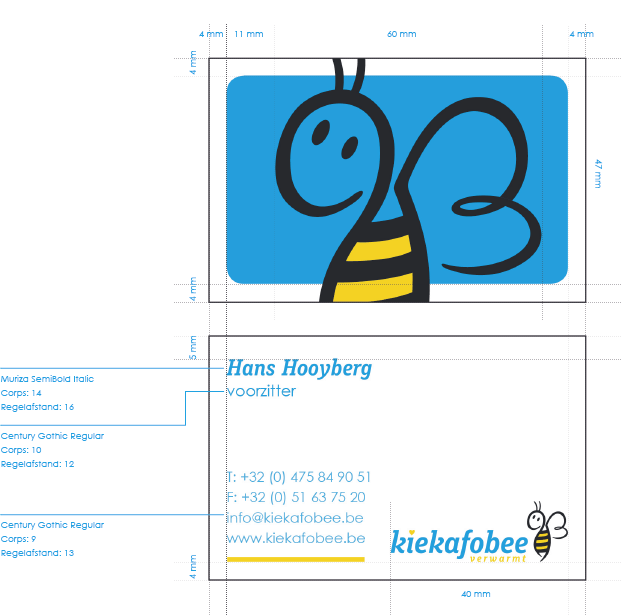 4 mm 11 mm 60 mm 4 mm
4 mm
47 mm
4 mm
5 mm
Hans Hooyberg
voorzitter
Muriza SemiBold Italic
Corps: 14
Regelafstand: 16
Century Gothic Regular
Corps: 10
Regelafstand: 12
T: +32 (0) 475 84 90 51
F: +32 (0) 51 63 75 20
info@kiekafobee.be
www.kiekafobee.be
Century Gothic Regular
Corps: 9
Regelafstand: 13
kiekafobee
verwarmt
4 mm
40 mm